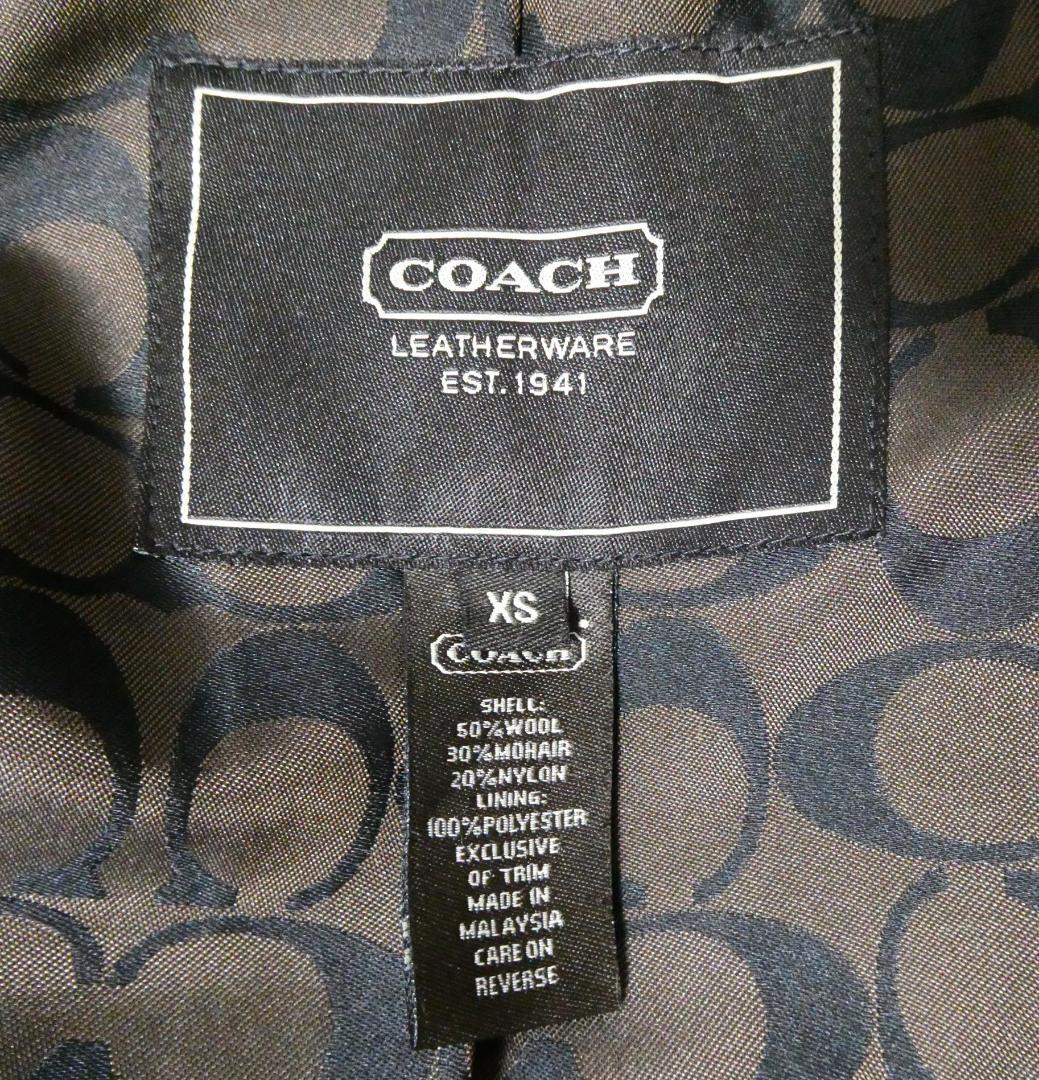 COACH
LEATHERWARE
EST. 1941
XS
COACH
SHELL:
50%WOOL
30%MOHAIR
20%NYLON
LINING:
100%POLYESTER
EXCLUSIVE
OF TRIM
MADE IN
MALAYSIA
CARE ON
REVERSE